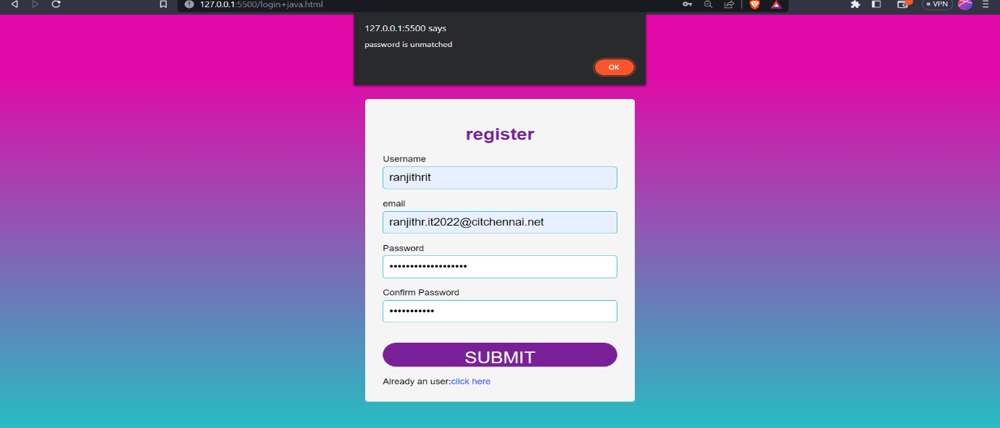 127.0.0.1:5500/login+java.html
VPN
127.0.0.1:5500 says
password is unmatched
OK
register
Username
ranjithrit
email
ranjithr.it2022@citchennai.net
Password
•••••••••••••••••••
Confirm Password
•••••••••••
SUBMIT
Already an user:click here